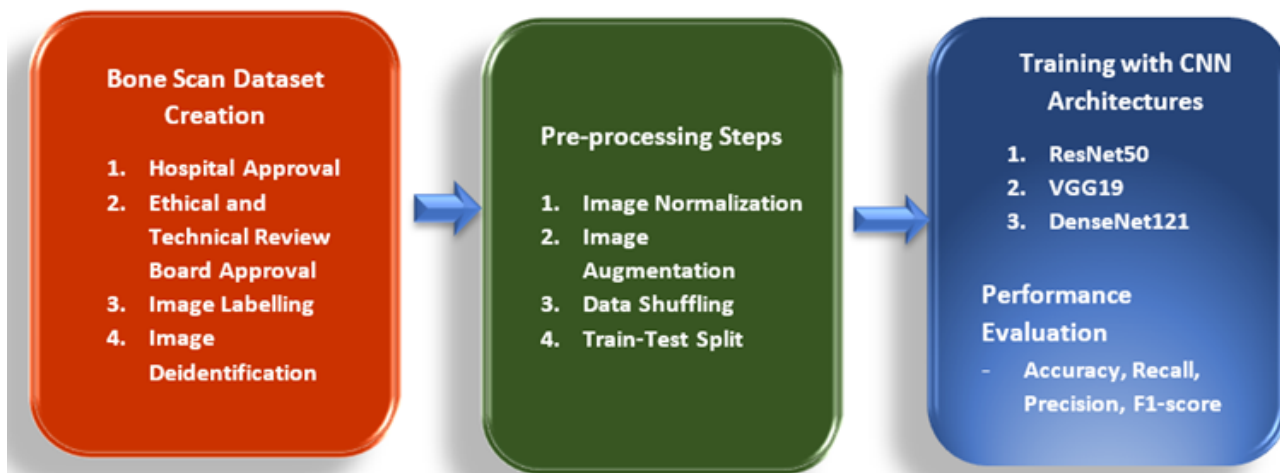 Bone Scan Dataset
Creation
1. Hospital Approval
2. Ethical and
Technical Review
Board Approval
3. Image Labelling
4. Image
Deidentification
Pre-processing Steps
1. Image Normalization
2. Image
Augmentation
3. Data Shuffling
4. Train-Test Split
Training with CNN
Architectures
1. ResNet50
2. VGG19
3. DenseNet121
Performance
Evaluation
- Accuracy, Recall,
Precision, F1-score